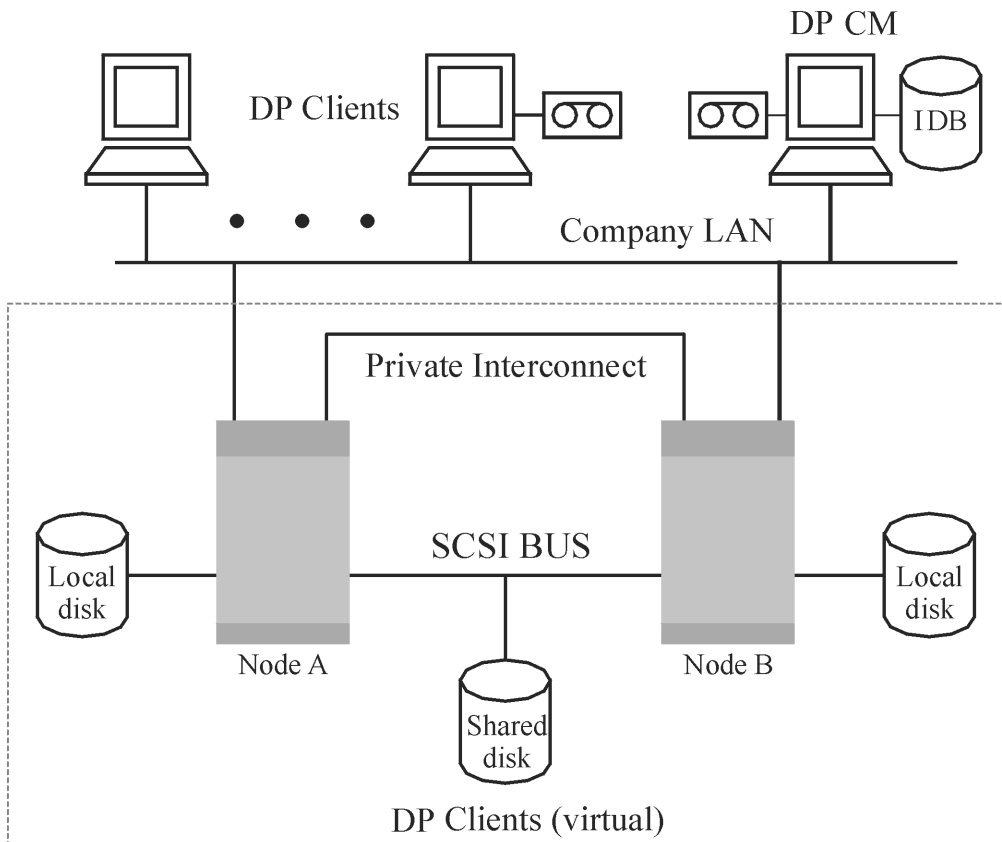 DP CM
DP Clients
IDB
Company LAN
Private Interconnect
SCSI BUS
Local
disk
Local
disk
Node A
Node B
Shared
disk
DP Clients (virtual)